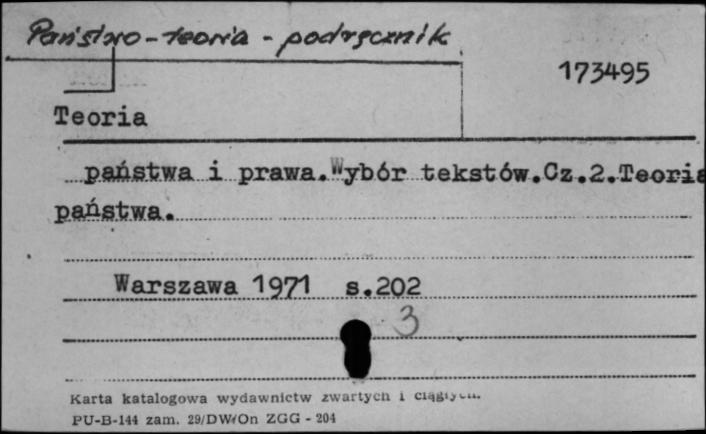 Państwo - teoria - podręcznik
173495
Teoria
państwa i prawa. Wybór tekstów. Cz.2. Teoria
państwa.
Warszawa 1971 s.202
3
Karta katalogowa wydawnictw zwartych i ciągłych.
PU-B-144 zam. 29/DW/On ZGG - 204